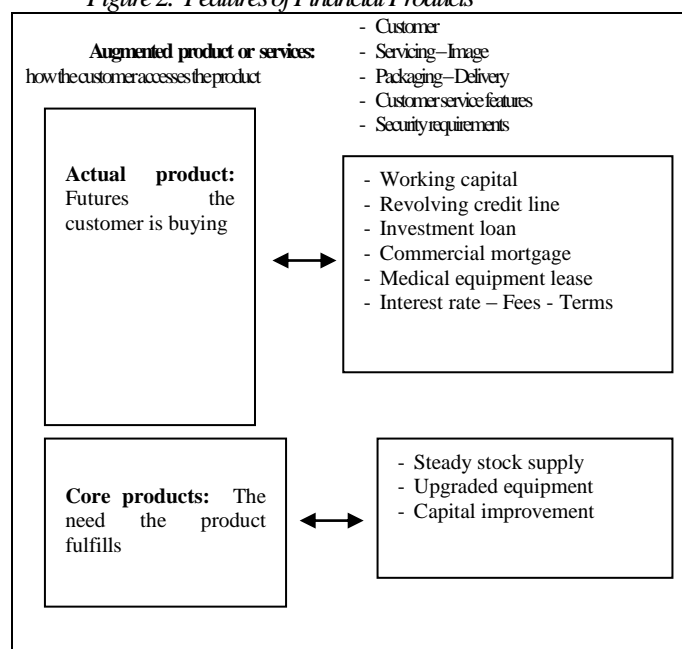 Figure 2: Features of Financial Products
Augmented product or services:
how the customer accesses the product
- Customer
- Servicing – Image
- Packaging – Delivery
- Customer service features
- Security requirements
Actual product:
Futures the
customer is buying
- Working capital
- Revolving credit line
- Investment loan
- Commercial mortgage
- Medical equipment lease
- Interest rate – Fees - Terms
Core products: The
need the product
fulfills
- Steady stock supply
- Upgraded equipment
- Capital improvement